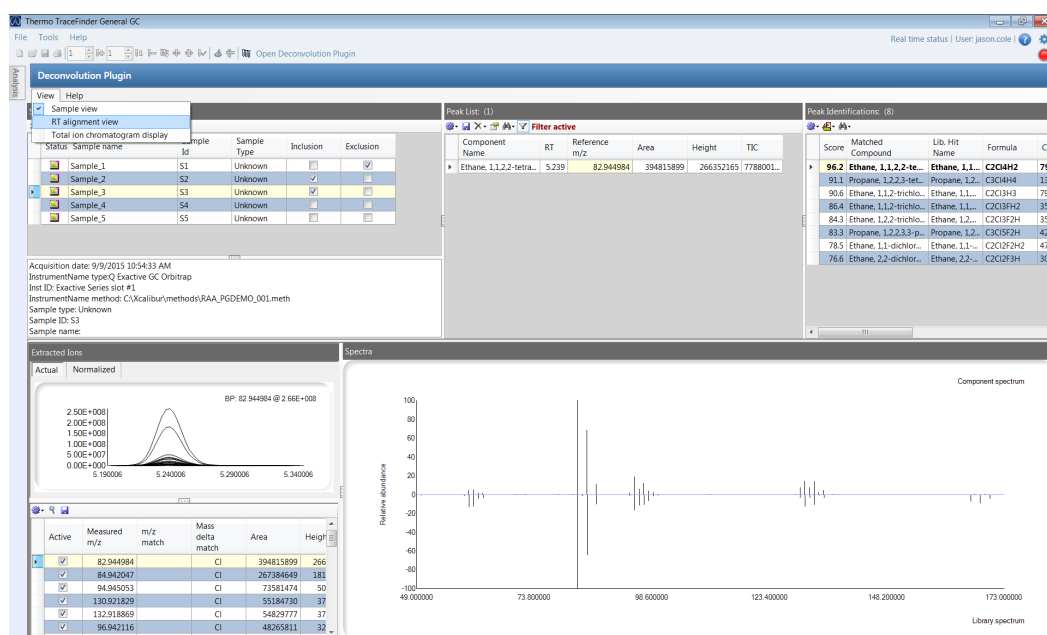 Thermo TraceFinder General GC
File Tools Help
Real time status | User: jason.cole |
1 1 Open Deconvolution Plugin
Analysis
Deconvolution Plugin
View Help
Sample view
RT alignment view
Total ion chromatogram display
Status Sample name Sample Id Sample Type Inclusion Exclusion
Sample_1 S1 Unknown
Sample_2 S2 Unknown
Sample_3 S3 Unknown
Sample_4 S4 Unknown
Sample_5 S5 Unknown
Acquisition date: 9/9/2015 10:54:33 AM
InstrumentName type:Q Exactive GC Orbitrap
Inst ID: Exactive Series slot #1
InstrumentName method: C:\Xcalibur\methods\RAA_PGDEMO_001.meth
Sample type: Unknown
Sample ID: S3
Sample name:
Peak List: (1)
Filter active
Component Name RT Reference m/z Area Height TIC
Ethane, 1,1,2,2-tetra... 5.239 82.944984 394815899 266352165 7788001...
Peak Identifications: (8)
Score Matched Compound Lib. Hit Name Formula C
96.2 Ethane, 1,1,2,2-te... Ethane, 1,1... C2Cl4H2 79
91.1 Propane, 1,2,2,3-tet... Propane, 1,2... C3Cl4H4 13
90.6 Ethane, 1,1,2-trichlo... Ethane, 1,1,... C2Cl3H3 79
86.4 Ethane, 1,1,2-trichlo... Ethane, 1,1,... C2Cl3FH2 35
84.3 Ethane, 1,2,2-trichlo... Ethane, 1,2,... C2Cl3F2H 35
83.3 Propane, 1,2,2,3,3-p... Propane, 1,2... C3Cl5F2H 42
78.5 Ethane, 1,1-dichlor... Ethane, 1,1-... C2Cl2F2H2 47
76.6 Ethane, 2,2-dichlor... Ethane, 2,2-... C2Cl2F3H 30
Extracted Ions
Actual Normalized
BP: 82.944984 @ 2.66E+008
2.50E+008
2.00E+008
1.50E+008
1.00E+008
5.00E+007
0.00E+000
5.190006 5.240006 5.290006 5.340006
Active Measured m/z m/z match Mass delta match Area Heigh
82.944984 Cl 394815899 266
84.942047 Cl 267384649 181
94.945053 Cl 73581474 50
130.921829 Cl 55184730 37
132.918869 Cl 54829777 37
96.942116 Cl 48265811 32
Spectra
Component spectrum
Relative abundance
100
80
60
40
20
0
-20
-40
-60
-80
-100
49.000000 73.800000 98.600000 123.400000 148.200000 173.000000
Library spectrum